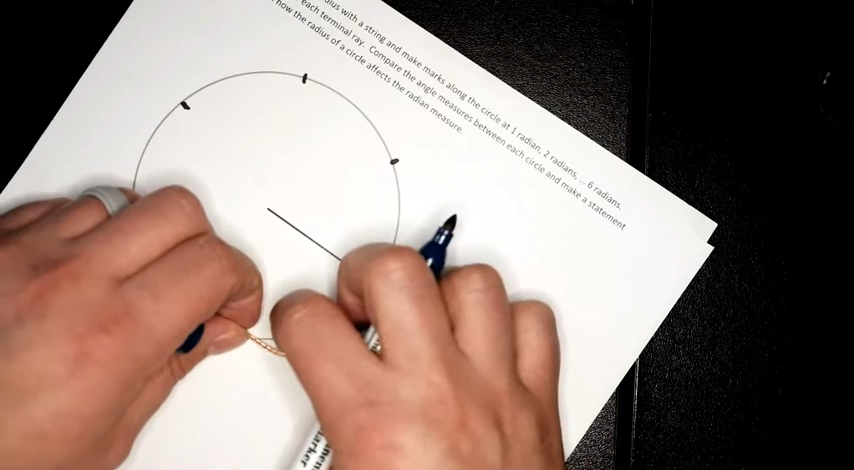 with a string and make marks along the circle at 1 radian, 2 radians, ... 6 radians.
each terminal ray. Compare the angle measures between each circle and make a statement
how the radius of a circle affects the radian measure.